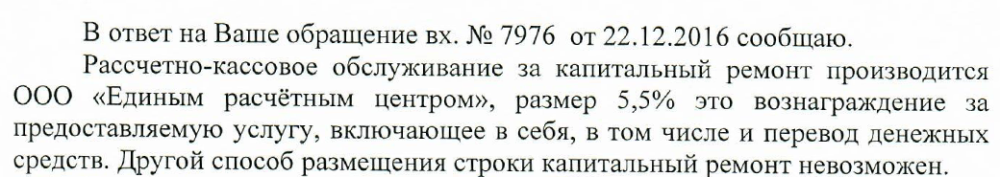 В ответ на Ваше обращение вх. № 7976 от 22.12.2016 сообщаю.
Рассчетно-кассовое обслуживание за капитальный ремонт производится
ООО «Единым расчётным центром», размер 5,5% это вознаграждение за
предоставляемую услугу, включающее в себя, в том числе и перевод денежных
средств. Другой способ размещения строки капитальный ремонт невозможен.